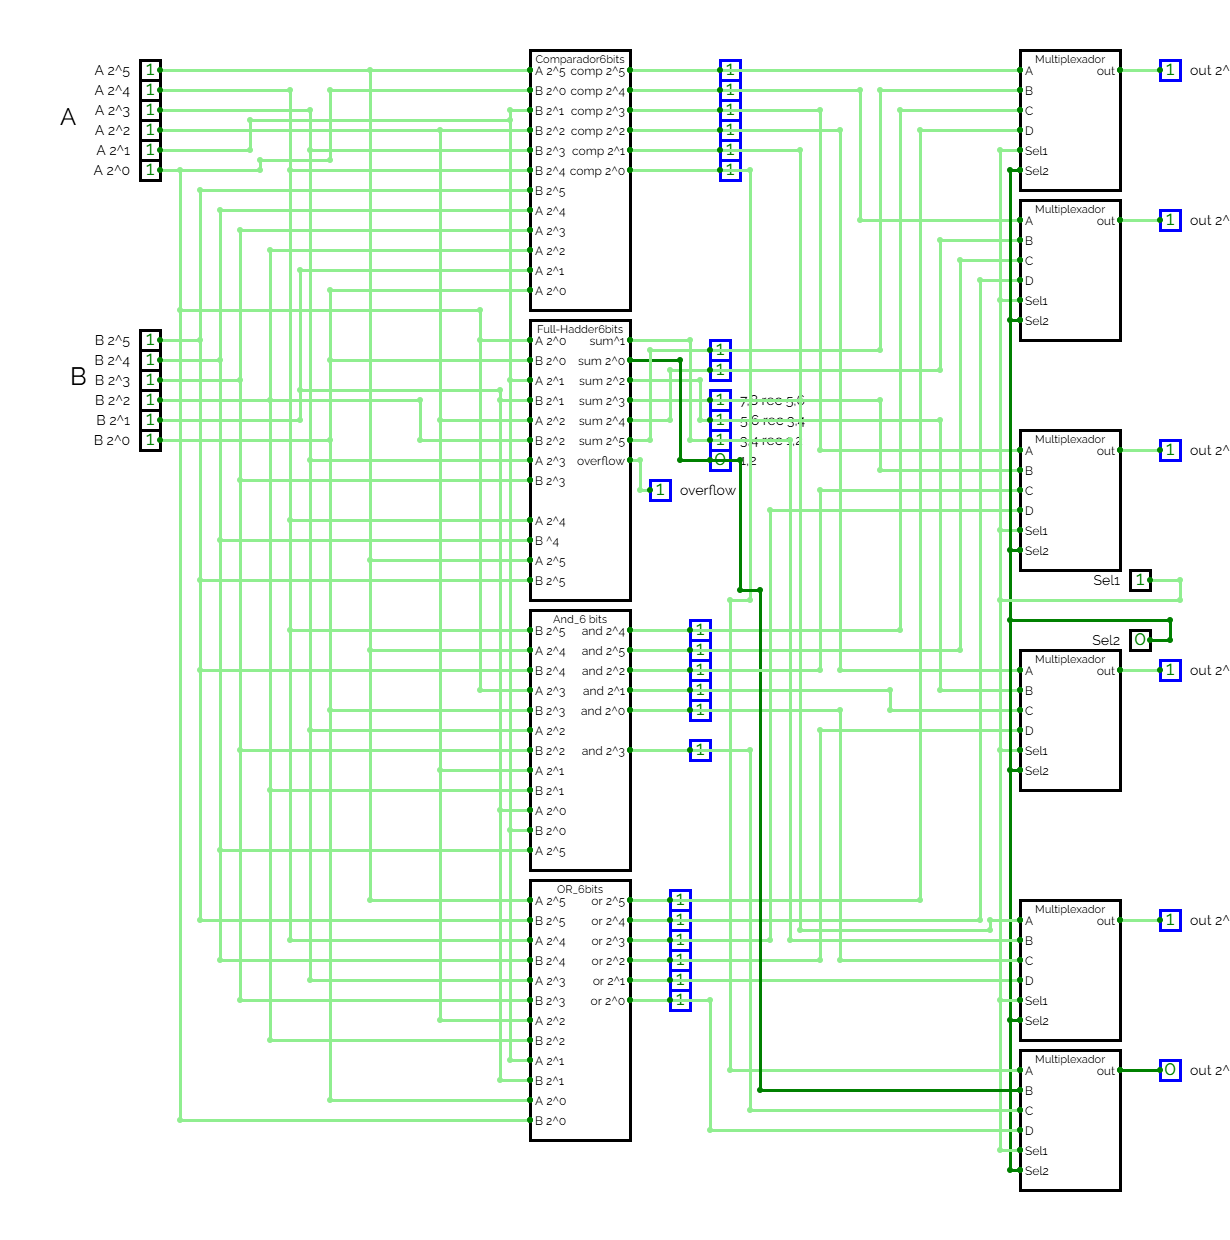 A
A 2^5 1
A 2^4 1
A 2^3 1
A 2^2 1
A 2^1 1
A 2^0 1
B
B 2^5 1
B 2^4 1
B 2^3 1
B 2^2 1
B 2^1 1
B 2^0 1
Comparador6bits
A 2^5 comp 2^5
B 2^0 comp 2^4
B 2^1 comp 2^3
B 2^2 comp 2^2
B 2^3 comp 2^1
B 2^4 comp 2^0
B 2^5
A 2^4
A 2^3
A 2^2
A 2^1
A 2^0
1
1
1
1
1
1
Full-Hadder6bits
A 2^0 sum^1
B 2^0 sum 2^0
A 2^1 sum 2^2
B 2^1 sum 2^3
A 2^2 sum 2^4
B 2^2 sum 2^5
A 2^3 overflow
B 2^3
A 2^4
B ^4
A 2^5
B 2^5
1
1
1 7,8 rec 5,6
1 5,6 rec 3,4
1 3,4 rec 1,2
0 1,2
1 overflow
And_6 bits
B 2^5 and 2^4
A 2^4 and 2^5
B 2^4 and 2^2
A 2^3 and 2^1
B 2^3 and 2^0
A 2^2
B 2^2 and 2^3
A 2^1
B 2^1
A 2^0
B 2^0
A 2^5
1
1
1
1
1
1
OR_6bits
A 2^5 or 2^5
B 2^5 or 2^4
A 2^4 or 2^3
B 2^4 or 2^2
A 2^3 or 2^1
B 2^3 or 2^0
A 2^2
B 2^2
A 2^1
B 2^1
A 2^0
B 2^0
1
1
1
1
1
1
Multiplexador
A out 1 out 2^
B
C
D
Sel1
Sel2
Multiplexador
A out 1 out 2^
B
C
D
Sel1
Sel2
Multiplexador
A out 1 out 2^
B
C
D
Sel1
Sel2
Sel1 1
Sel2 0
Multiplexador
A out 1 out 2^
B
C
D
Sel1
Sel2
Multiplexador
A out 1 out 2^
B
C
D
Sel1
Sel2
Multiplexador
A out 0 out 2^
B
C
D
Sel1
Sel2